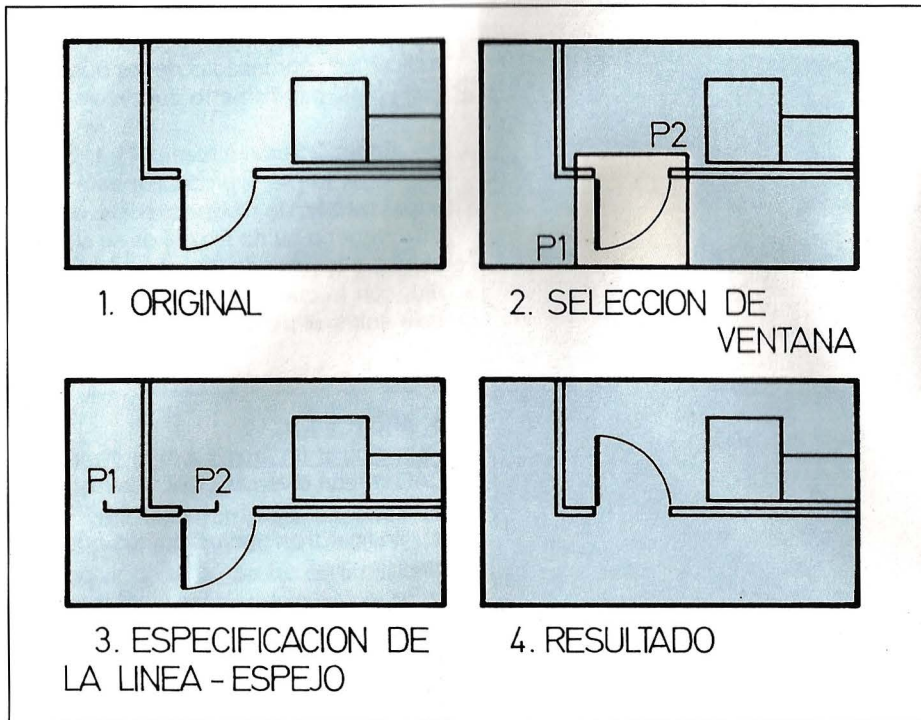 P2
P1
1. ORIGINAL
2. SELECCION DE
VENTANA
P1 P2
3. ESPECIFICACION DE
LA LINEA - ESPEJO
4. RESULTADO